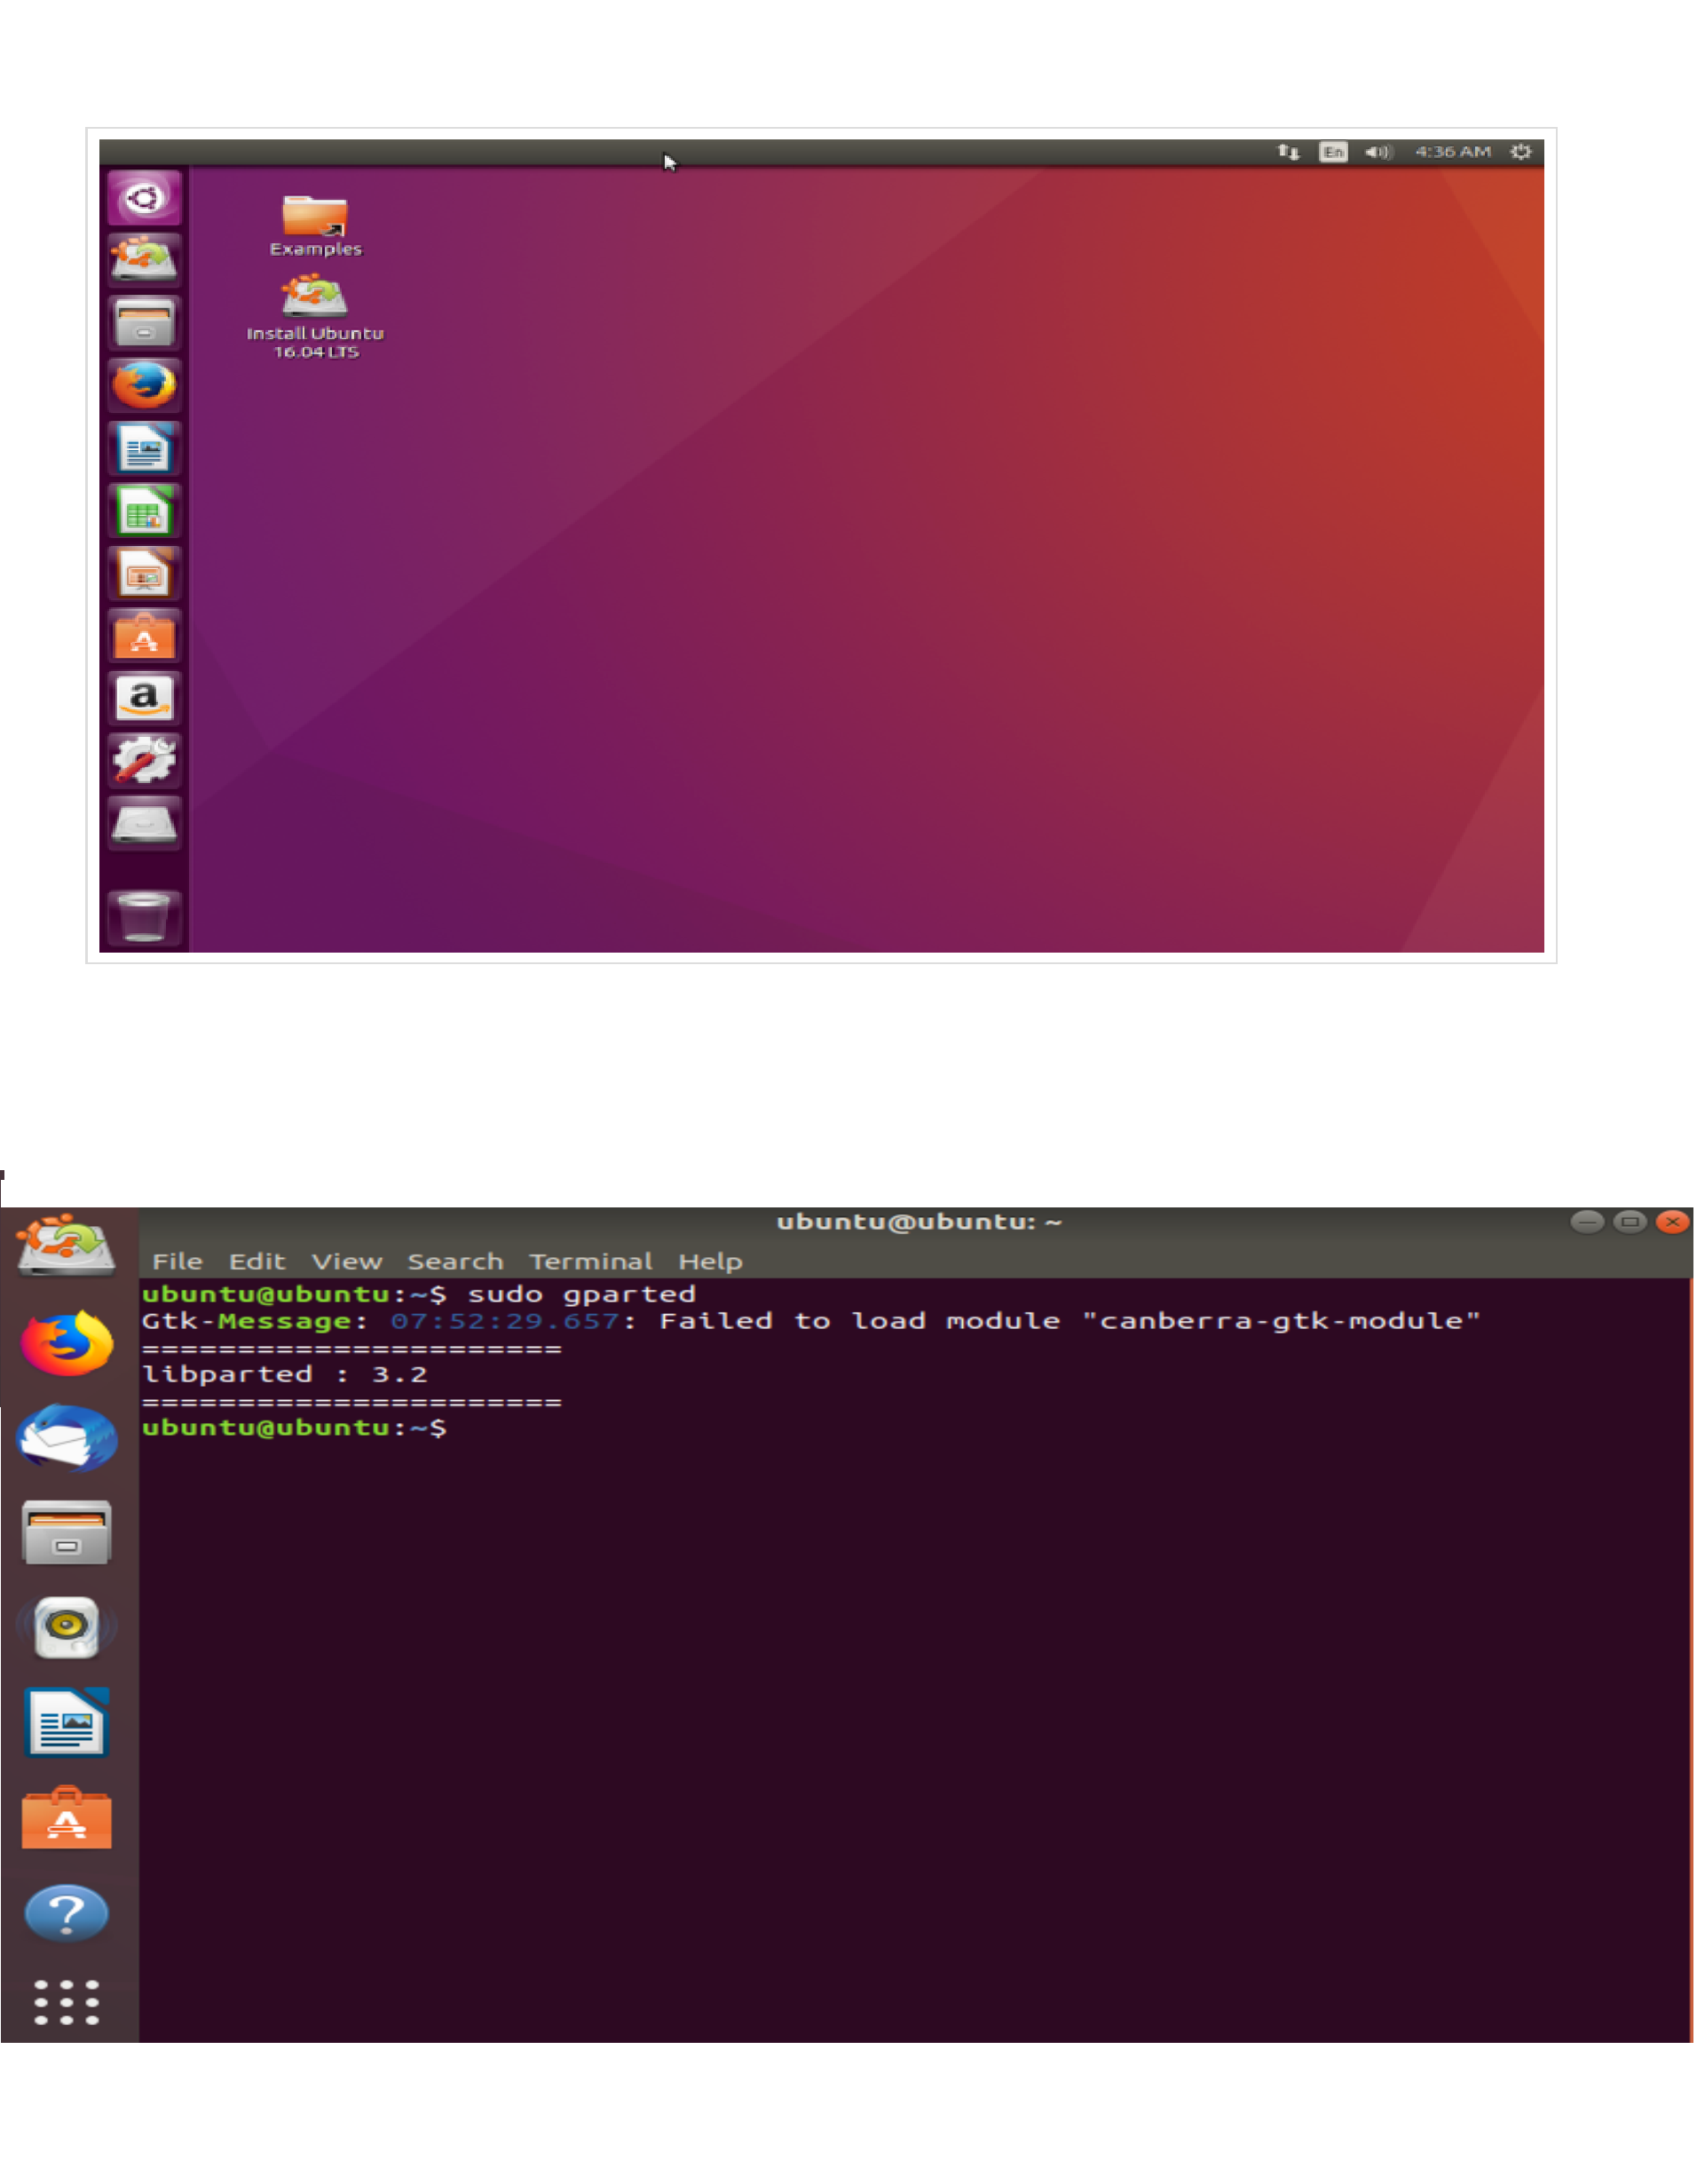 En 4:36 AM
Examples
Install Ubuntu
16.04 LTS
A
a
ubuntu@ubuntu: ~
File Edit View Search Terminal Help
ubuntu@ubuntu:~$ sudo gparted
Gtk-Message: 07:52:29.657: Failed to load module "canberra-gtk-module"
======================
libparted : 3.2
======================
ubuntu@ubuntu:~$
A
?